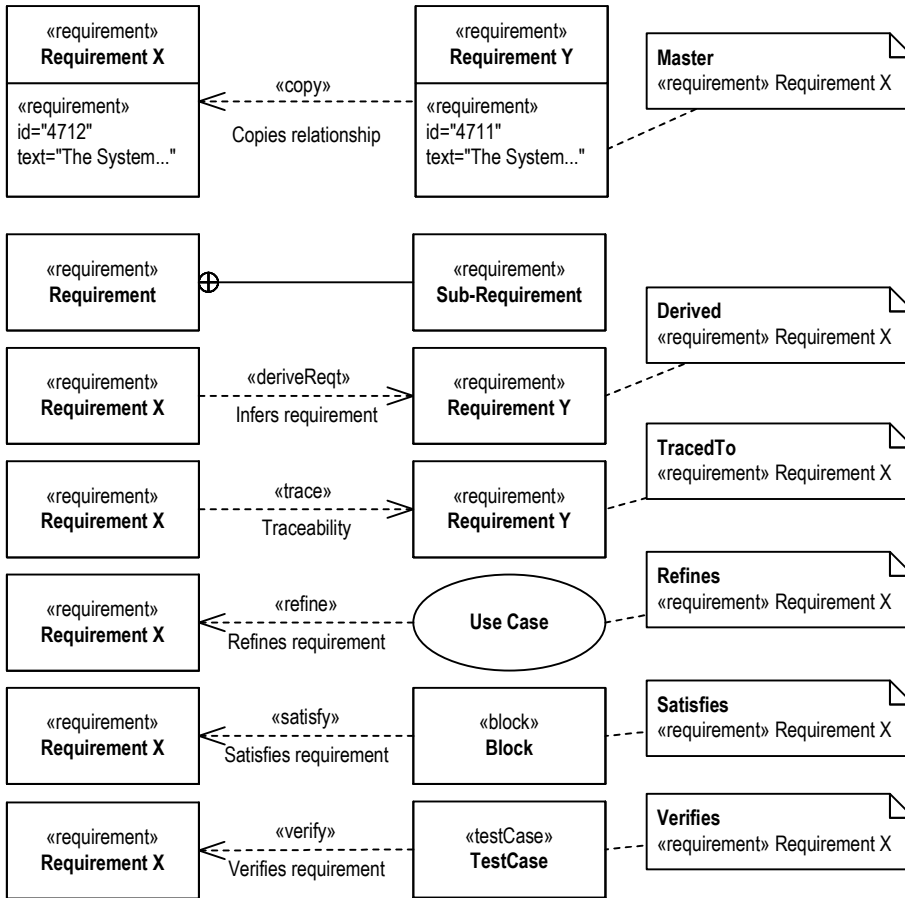 «requirement»
Requirement X
«requirement»
id="4712"
text="The System..."
«copy»
Copies relationship
«requirement»
Requirement Y
«requirement»
id="4711"
text="The System..."
Master
«requirement» Requirement X
«requirement»
Requirement
«requirement»
Sub-Requirement
«requirement»
Requirement X
«deriveReqt»
Infers requirement
«requirement»
Requirement Y
Derived
«requirement» Requirement X
«requirement»
Requirement X
«trace»
Traceability
«requirement»
Requirement Y
TracedTo
«requirement» Requirement X
«requirement»
Requirement X
«refine»
Refines requirement
Use Case
Refines
«requirement» Requirement X
«requirement»
Requirement X
«satisfy»
Satisfies requirement
«block»
Block
Satisfies
«requirement» Requirement X
«requirement»
Requirement X
«verify»
Verifies requirement
«testCase»
TestCase
Verifies
«requirement» Requirement X